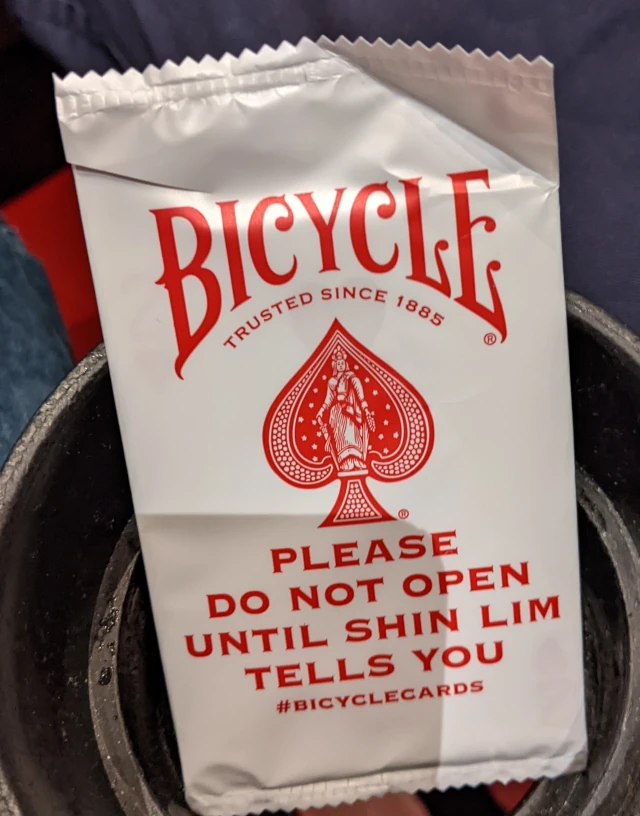 BICYCLE
®
TRUSTED SINCE 1885
®
PLEASE
DO NOT OPEN
UNTIL SHIN LIM
TELLS YOU
#BICYCLECARDS